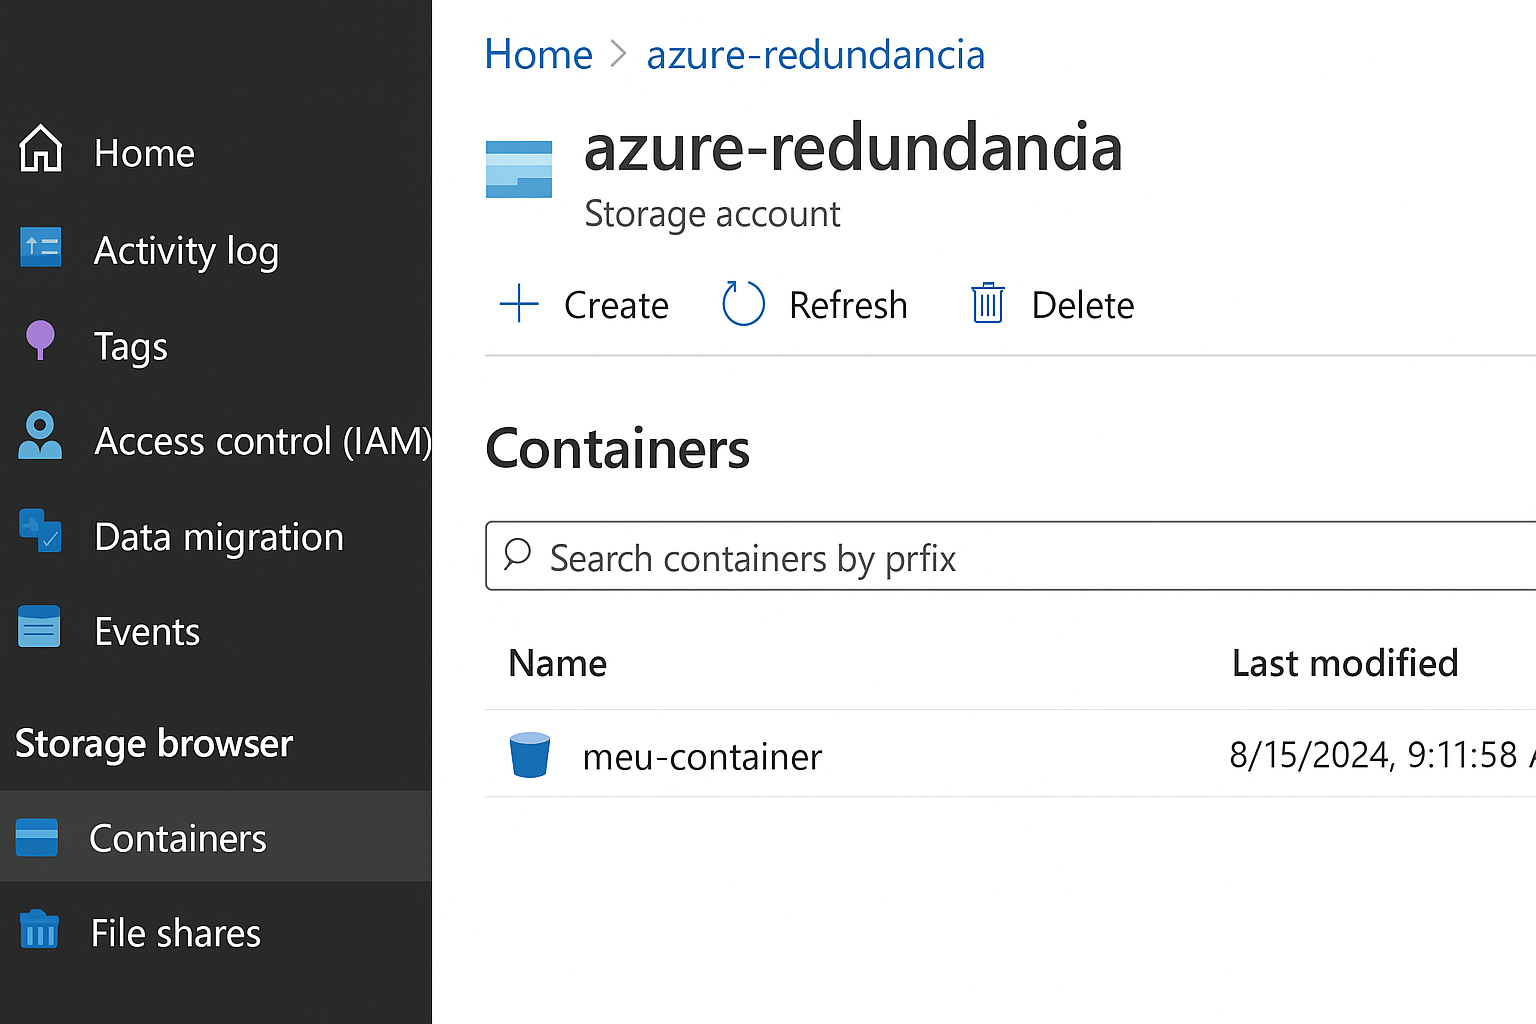 Home
Activity log
Tags
Access control (IAM)
Data migration
Events
Storage browser
Containers
File shares
Home > azure-redundancia
azure-redundancia
Storage account
Create Refresh Delete
Containers
Search containers by prfix
Name Last modified
meu-container 8/15/2024, 9:11:58 A